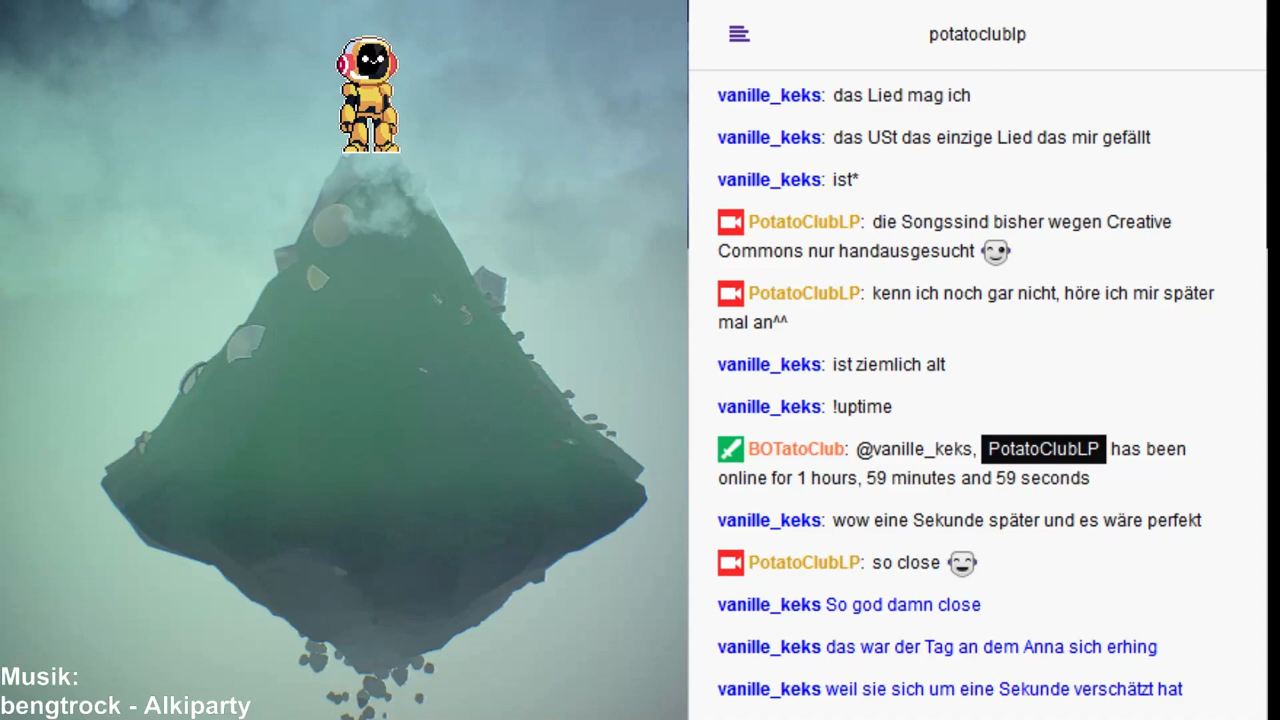 potatoclublp
vanille_keks: das Lied mag ich
vanille_keks: das USt das einzige Lied das mir gefällt
vanille_keks: ist*
PotatoClubLP: die Songssind bisher wegen Creative
Commons nur handausgesucht
PotatoClubLP: kenn ich noch gar nicht, höre ich mir später
mal an^^
vanille_keks: ist ziemlich alt
vanille_keks: !uptime
BOTatoClub: @vanille_keks, PotatoClubLP has been
online for 1 hours, 59 minutes and 59 seconds
vanille_keks: wow eine Sekunde später und es wäre perfekt
PotatoClubLP: so close
vanille_keks So god damn close
vanille_keks das war der Tag an dem Anna sich erhing
vanille_keks weil sie sich um eine Sekunde verschätzt hat
Musik:
bengtrock - Alkiparty